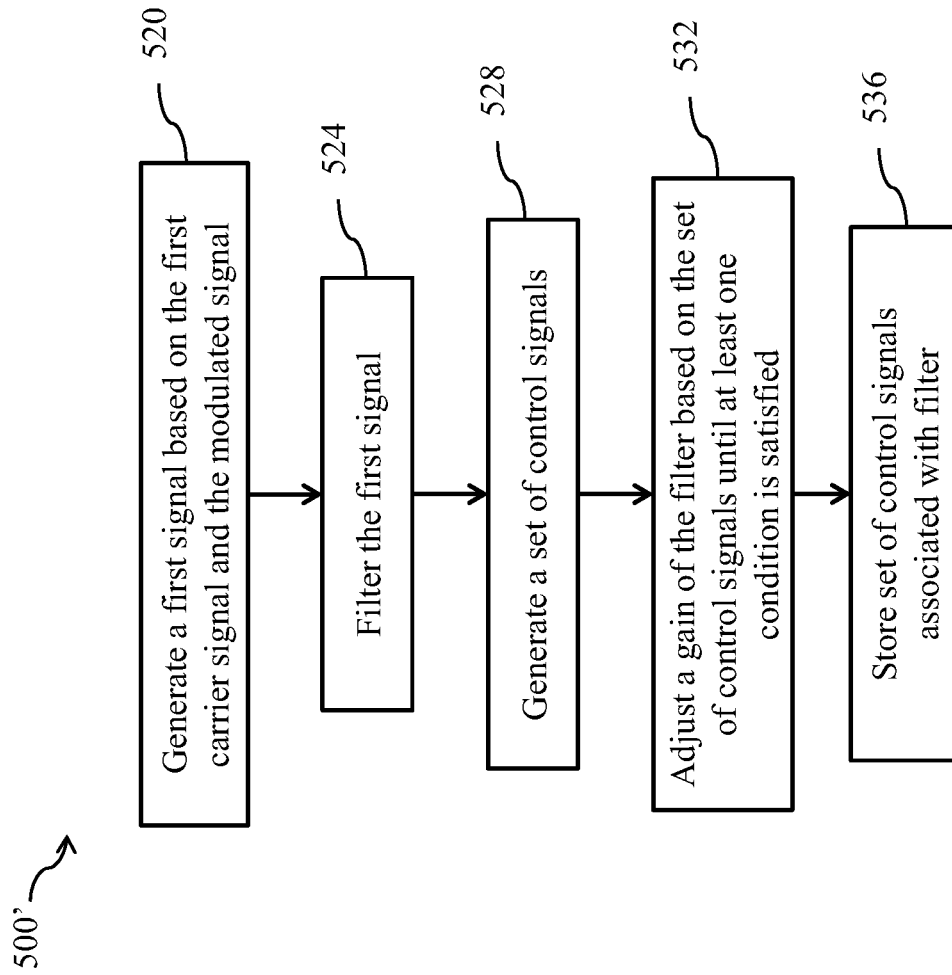 500’
Generate a first signal based on the first
carrier signal and the modulated signal
520
Filter the first signal
524
Generate a set of control signals
528
Adjust a gain of the filter based on the set
of control signals until at least one
condition is satisfied
532
Store set of control signals
associated with filter
536